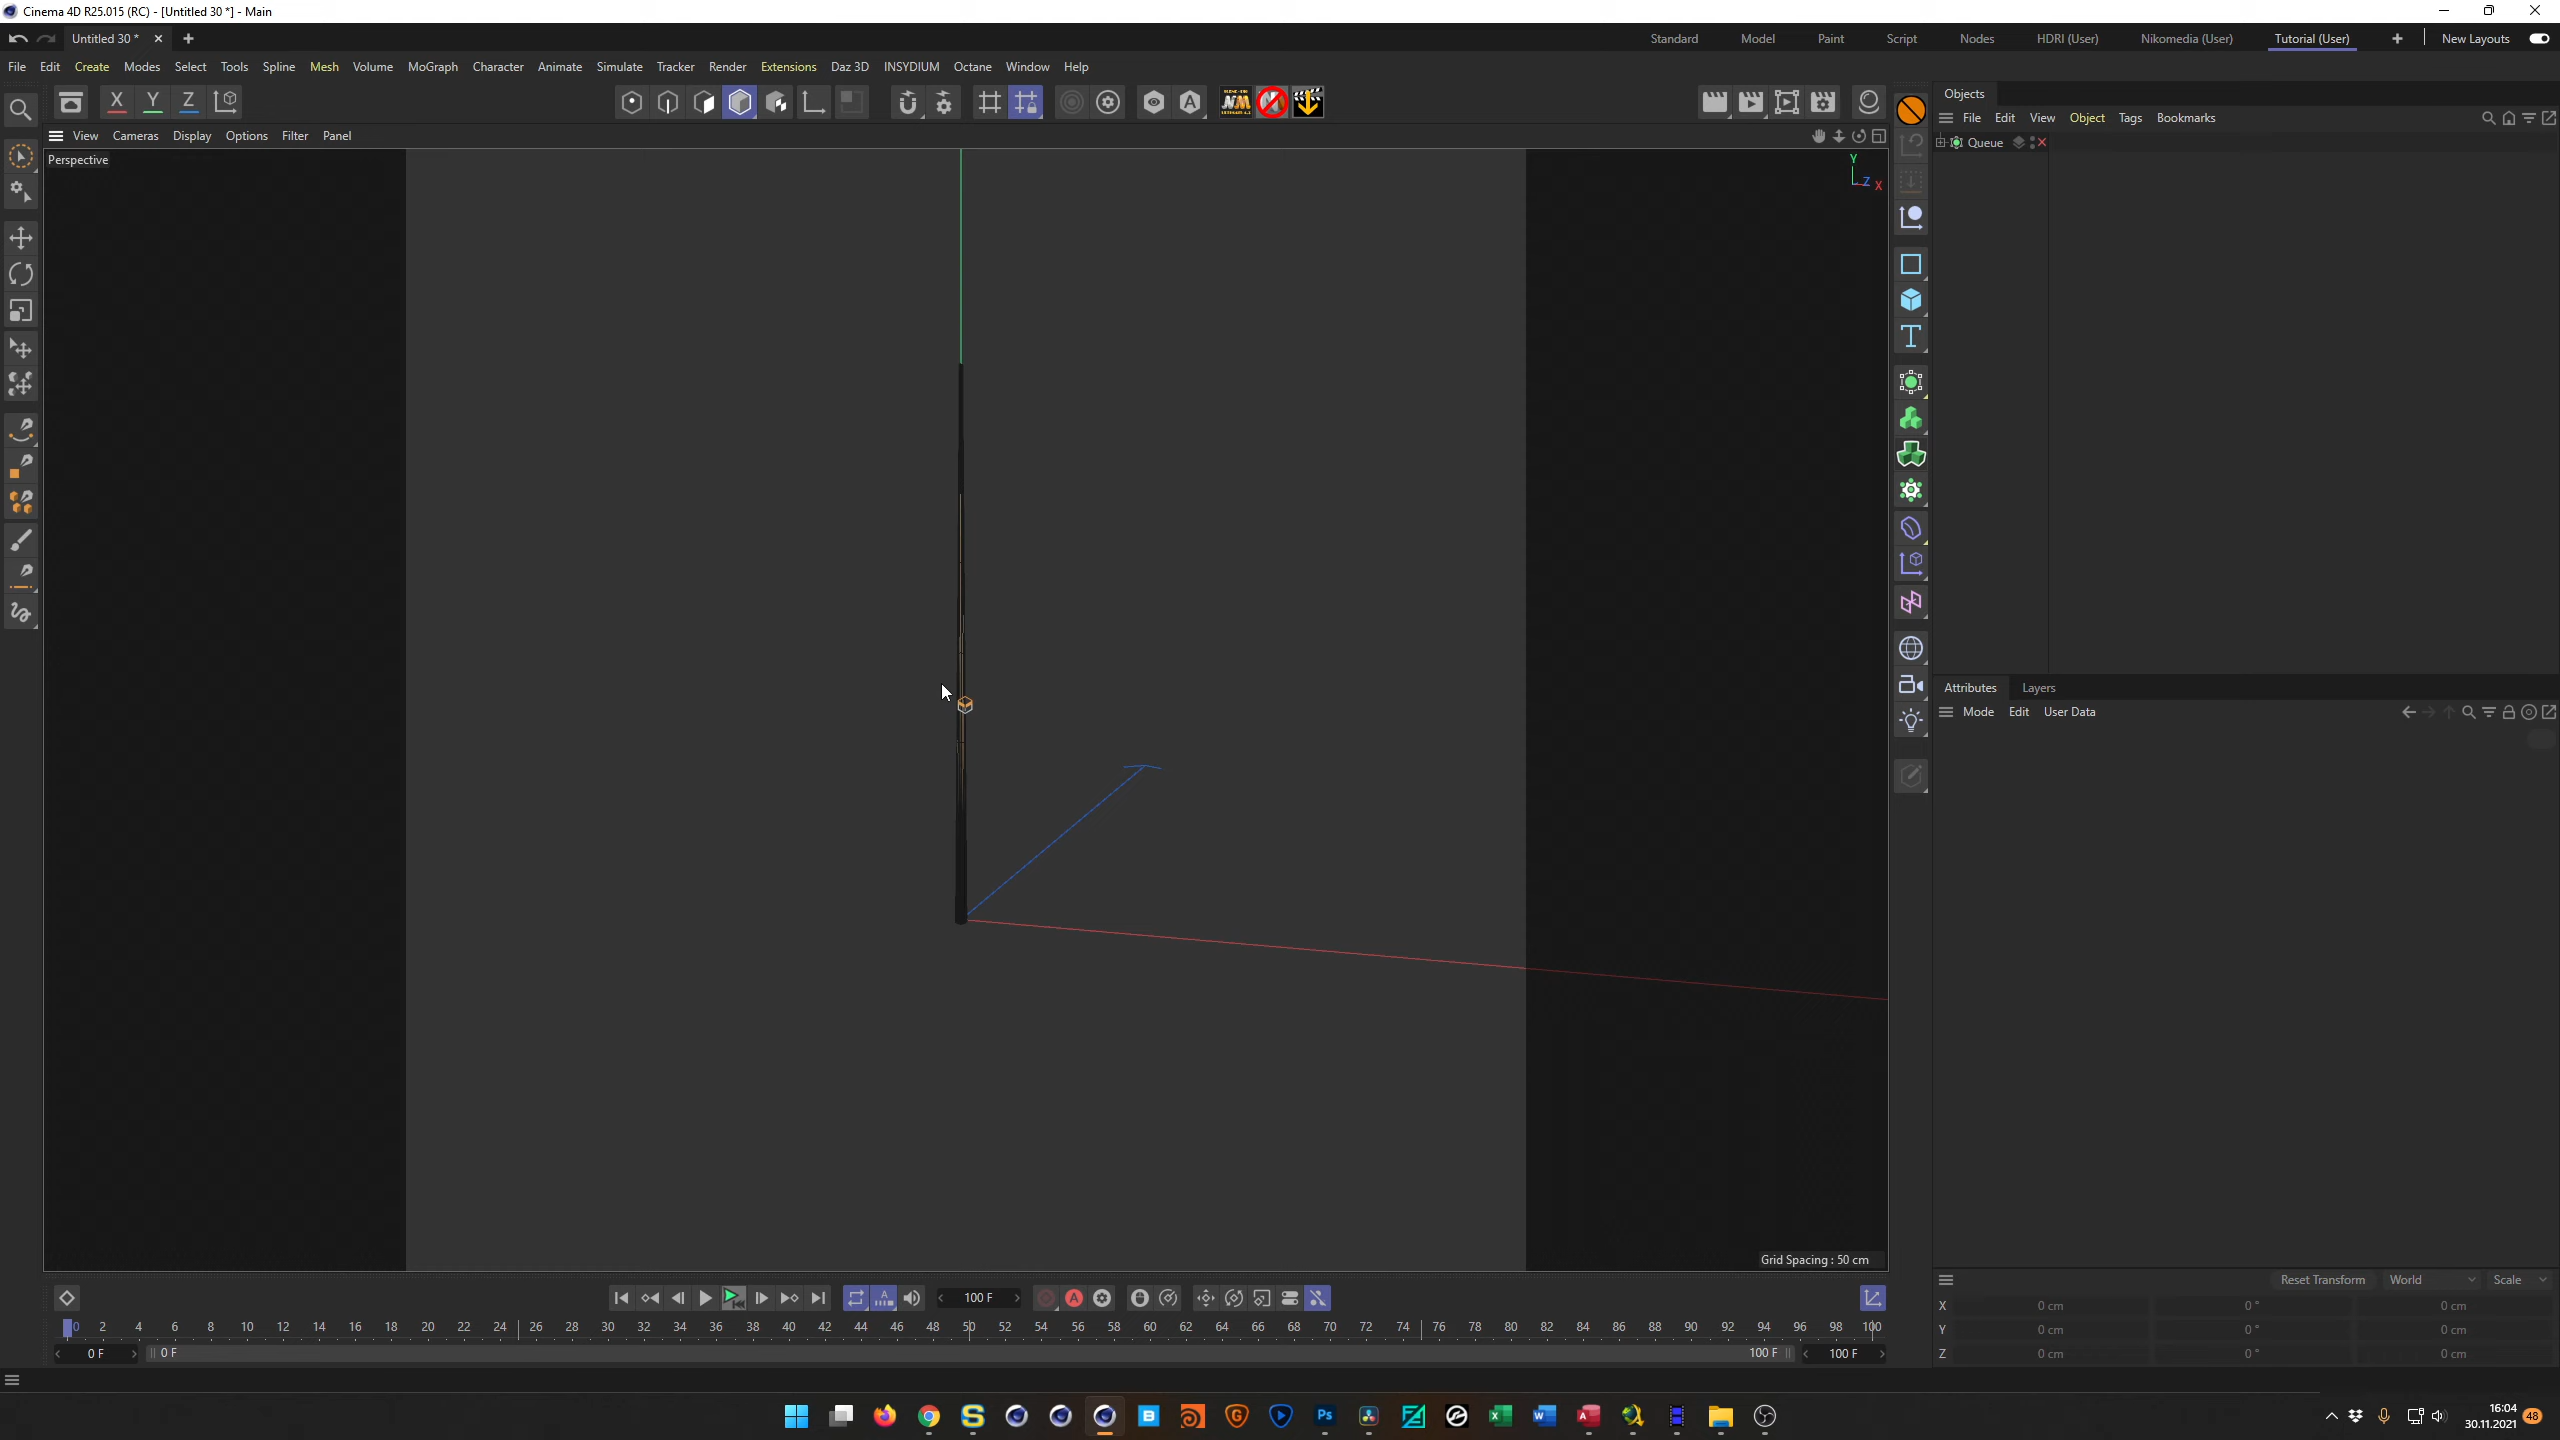 Cinema 4D R25.015 (RC) - [Untitled 30 *] - Main
Untitled 30 *
Standard Model Paint Script Nodes HDRI (User) Nikomedia (User) Tutorial (User) New Layouts
File Edit Create Modes Select Tools Spline Mesh Volume MoGraph Character Animate Simulate Tracker Render Extensions Daz 3D INSYDIUM Octane Window Help
X Y Z
Objects
File Edit View Object Tags Bookmarks
View Cameras Display Options Filter Panel
Queue
Perspective
Y
Z X
Attributes Layers
Mode Edit User Data
Grid Spacing : 50 cm
Reset Transform World Scale
100 F
X 0 cm 0 ° 0 cm
0 2 4 6 8 10 12 14 16 18 20 22 24 26 28 30 32 34 36 38 40 42 44 46 48 50 52 54 56 58 60 62 64 66 68 70 72 74 76 78 80 82 84 86 88 90 92 94 96 98 100
Y 0 cm 0 ° 0 cm
0 F 0 F 100 F 100 F
Z 0 cm 0 ° 0 cm
16:04
30.11.2021
48